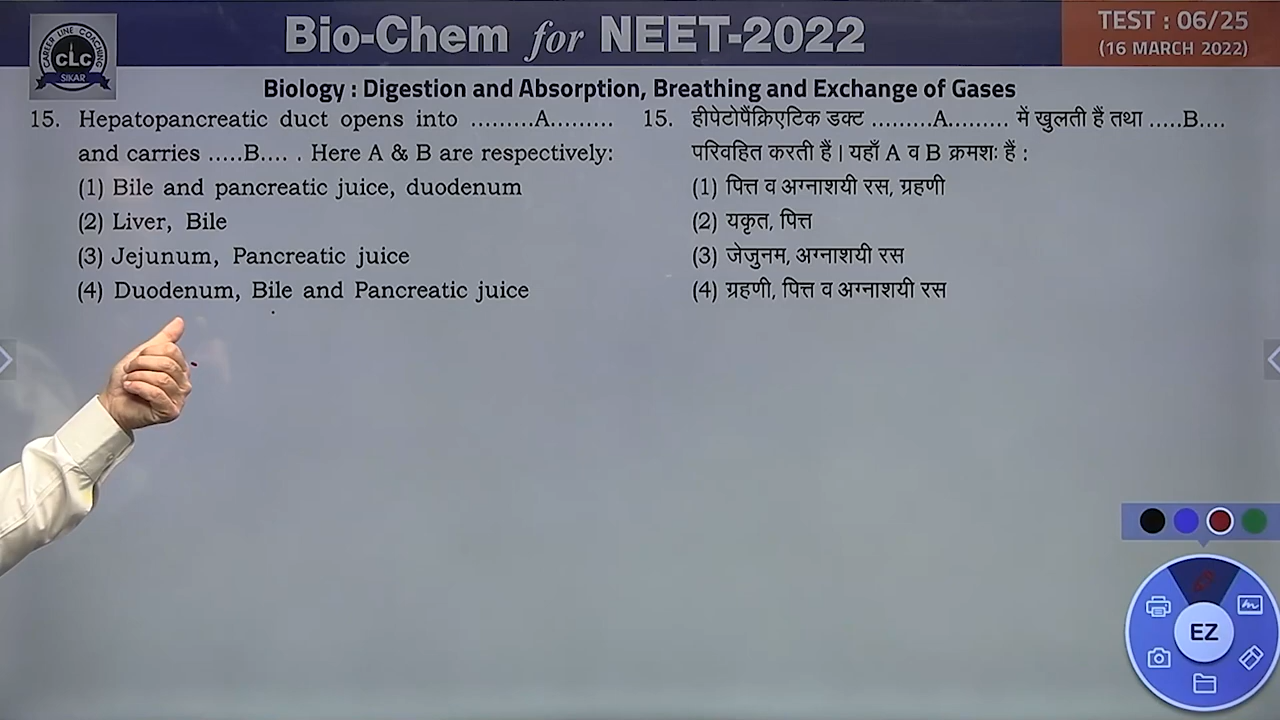 CAREER LINE COACHING
CLC
SIKAR
Bio-Chem for NEET-2022
TEST : 06/25
(16 MARCH 2022)
Biology : Digestion and Absorption, Breathing and Exchange of Gases
15. Hepatopancreatic duct opens into .........A.........
and carries .....B.... . Here A & B are respectively:
(1) Bile and pancreatic juice, duodenum
(2) Liver, Bile
(3) Jejunum, Pancreatic juice
(4) Duodenum, Bile and Pancreatic juice
15. हीपेटोपैंक्रिएटिक डक्ट .........A......... में खुलती हैं तथा .....B....
परिवहित करती हैं। यहाँ A व B क्रमशः हैं :
(1) पित्त व अग्नाशयी रस, ग्रहणी
(2) यकृत, पित्त
(3) जेजुनम, अग्नाशयी रस
(4) ग्रहणी, पित्त व अग्नाशयी रस
EZ